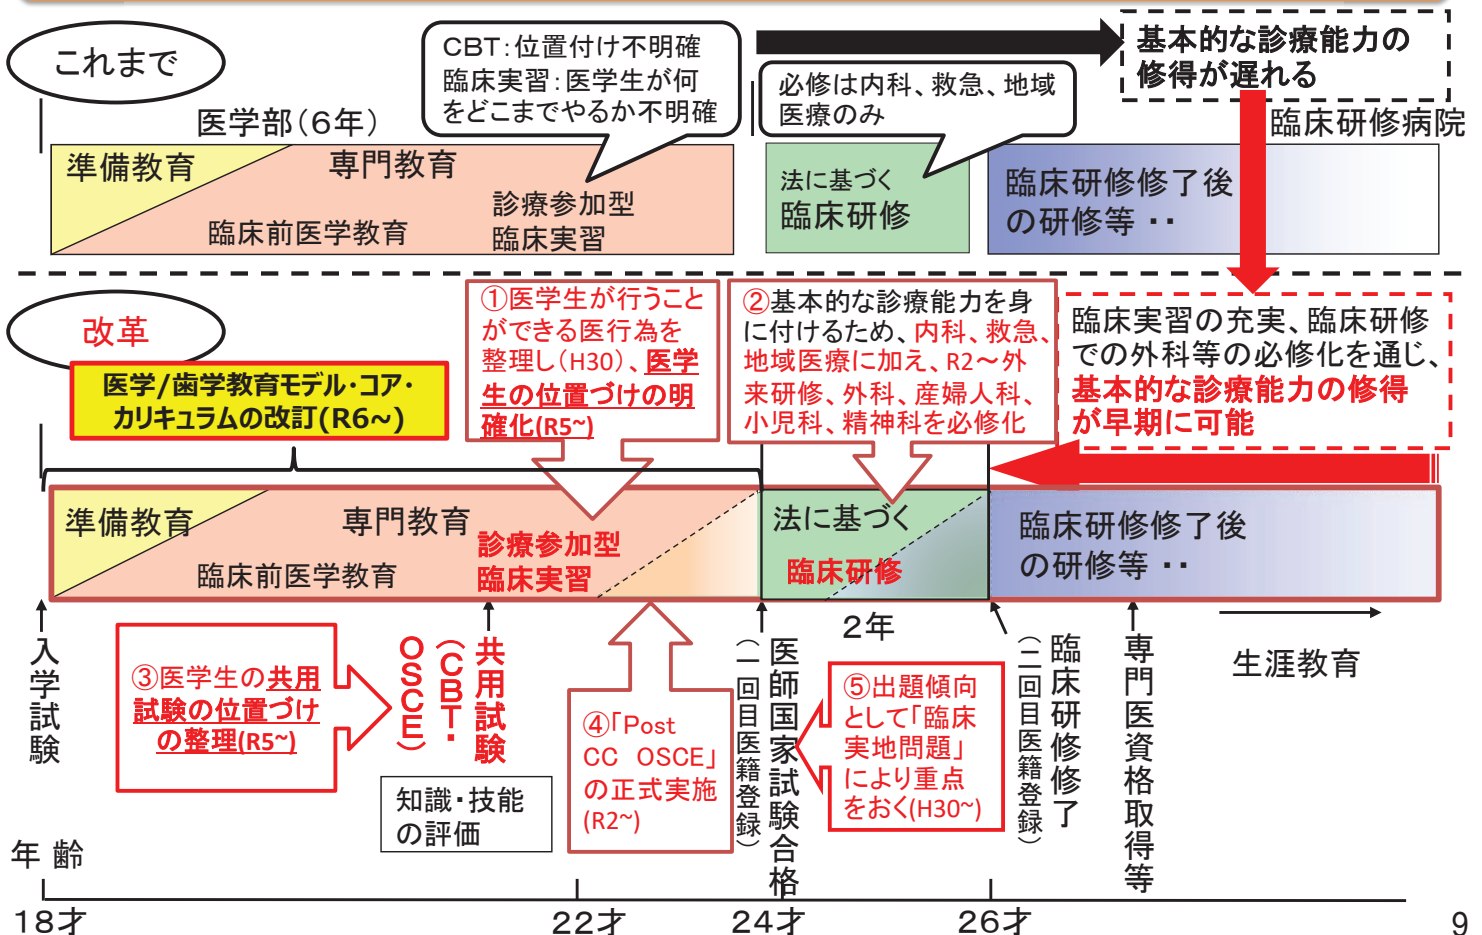 これまで
CBT：位置付け不明確
臨床実習：医学生が何
をどこまでやるか不明確
必修は内科、救急、地域
医療のみ
基本的な診療能力の
修得が遅れる
医学部（6年）
臨床研修病院
準備教育
専門教育
臨床前医学教育
診療参加型
臨床実習
法に基づく
臨床研修
臨床研修修了後
の研修等 ・・
改革
医学/歯学教育モデル・コア・
カリキュラムの改訂(R6~)
①医学生が行うこと
ができる医行為を
整理し（H30）、医学
生の位置づけの明
確化(R5~)
②基本的な診療能力を身
に付けるため、内科、救急、
地域医療に加え、R2～外
来研修、外科、産婦人科、
小児科、精神科を必修化
臨床実習の充実、臨床研修
での外科等の必修化を通じ、
基本的な診療能力の修得
が早期に可能
準備教育
専門教育
臨床前医学教育
診療参加型
臨床実習
法に基づく
臨床研修
臨床研修修了後
の研修等 ・・
2年
入学試験
③医学生の共用
試験の位置づけ
の整理(R5~)
共用試験
（CBT・
OSCE）
知識・技能
の評価
④「Post
CC OSCE」
の正式実施
(R2~)
医師国家試験合格
（一回目医籍登録）
⑤出題傾向
として「臨床
実地問題」
により重点
をおく(H30~)
臨床研修修了
（二回目医籍登録）
専門医資格取得等
生涯教育
年 齢
18才
22才
24才
26才
9